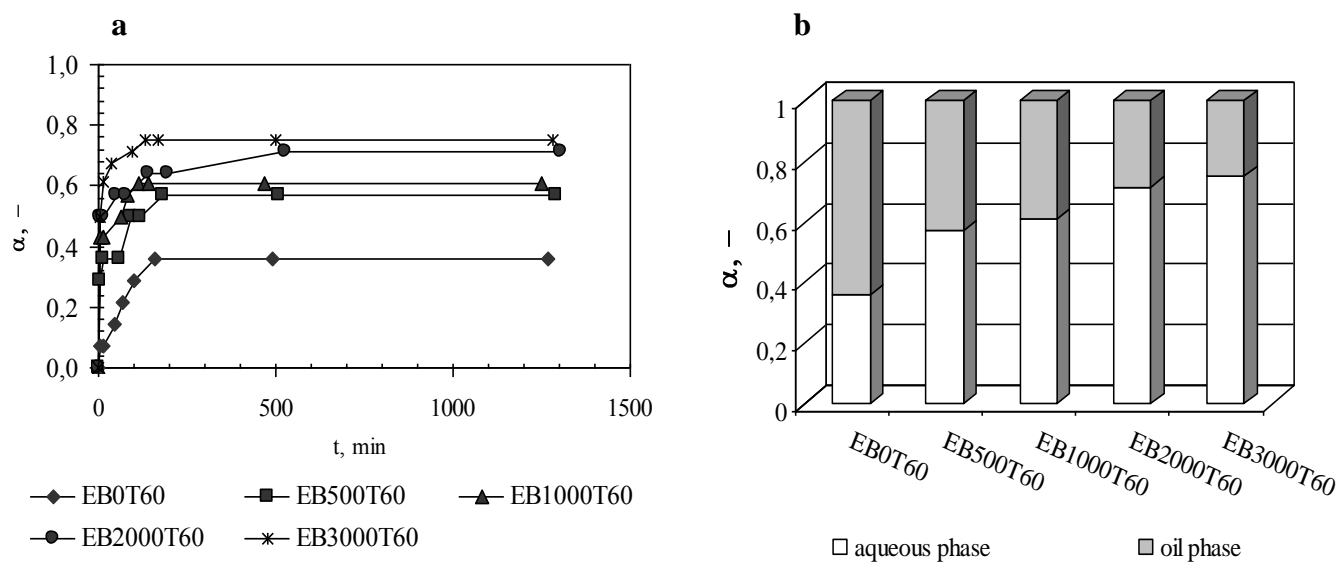 a
1,0
0,8
0,6
0,4
0,2
0,0
α, –
0 500 1000 1500
t, min
EB0T60 EB500T60 EB1000T60
EB2000T60 EB3000T60
b
1
0,8
0,6
0,4
0,2
0
α, –
EB0T60 EB500T60 EB1000T60 EB2000T60 EB3000T60
aqueous phase oil phase